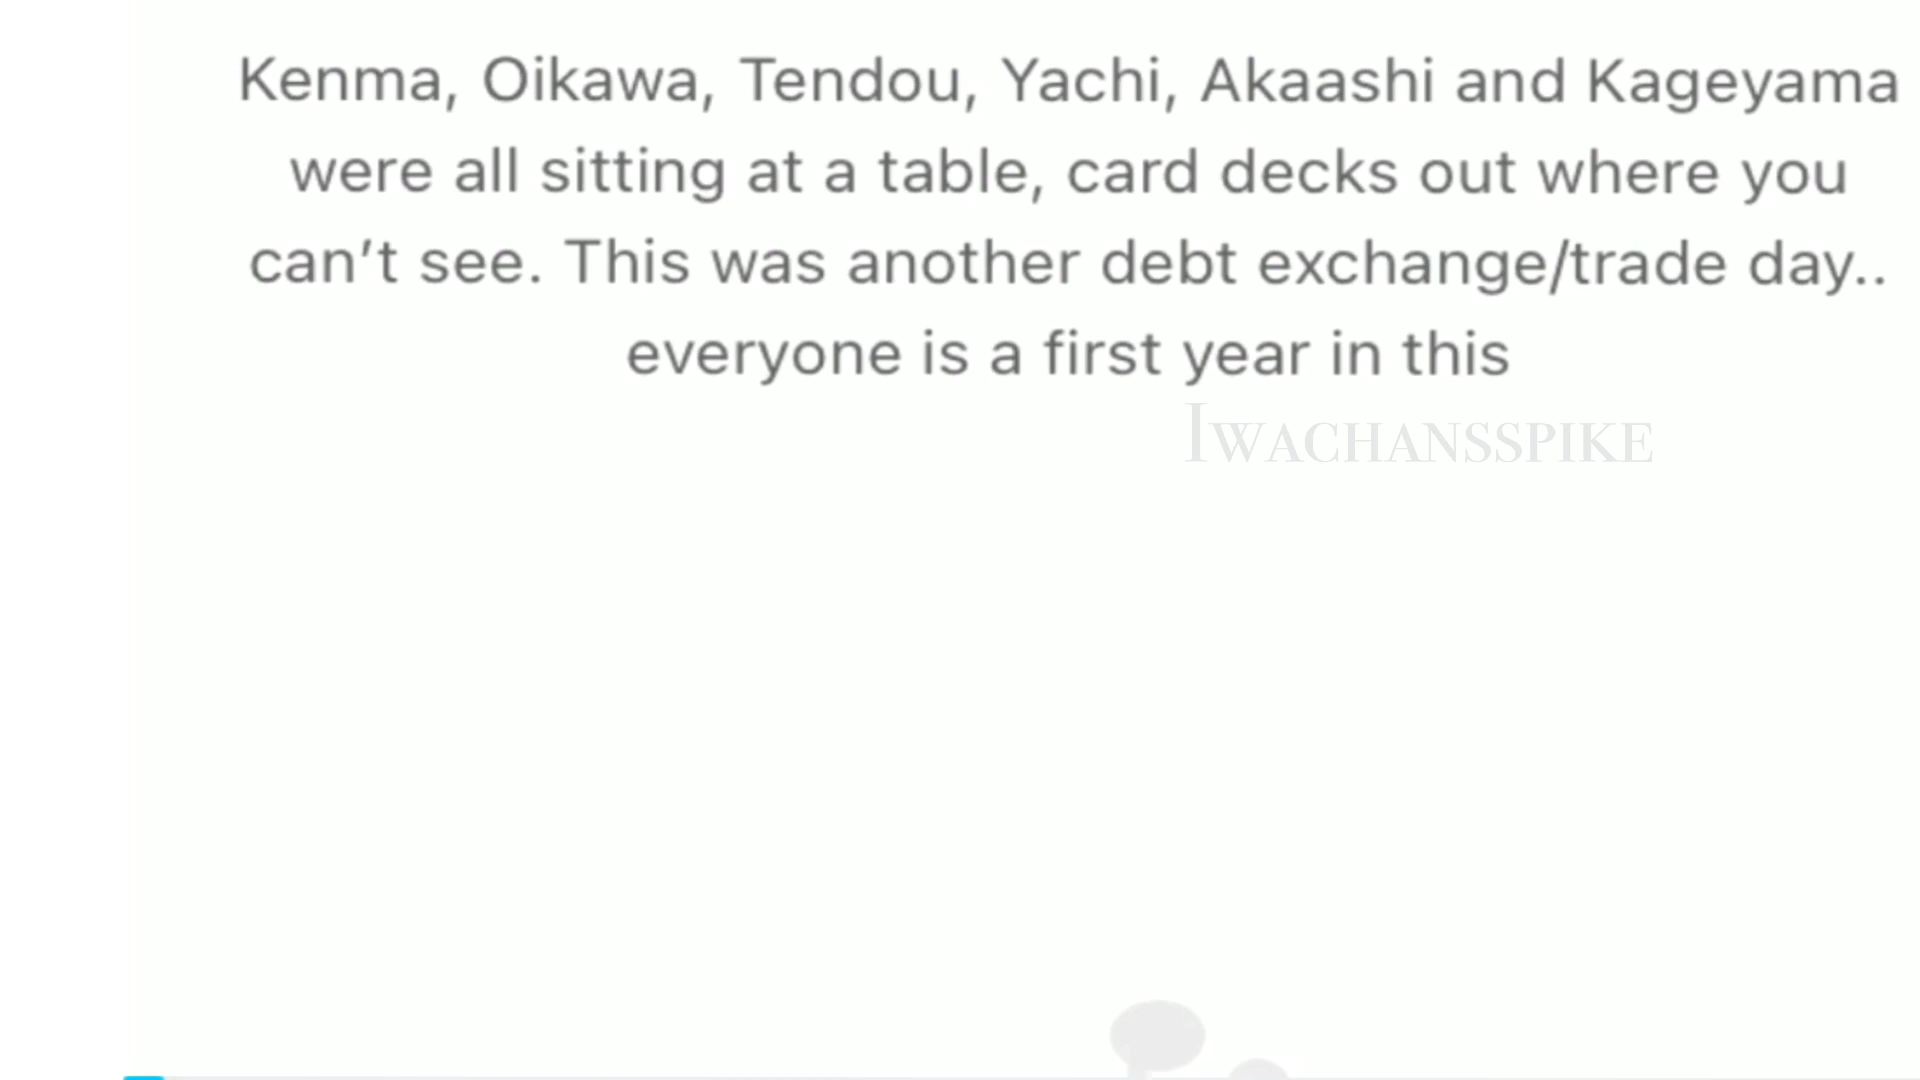 Kenma, Oikawa, Tendou, Yachi, Akaashi and Kageyama
were all sitting at a table, card decks out where you
can’t see. This was another debt exchange/trade day..
everyone is a first year in this
IWACHANSSPIKE